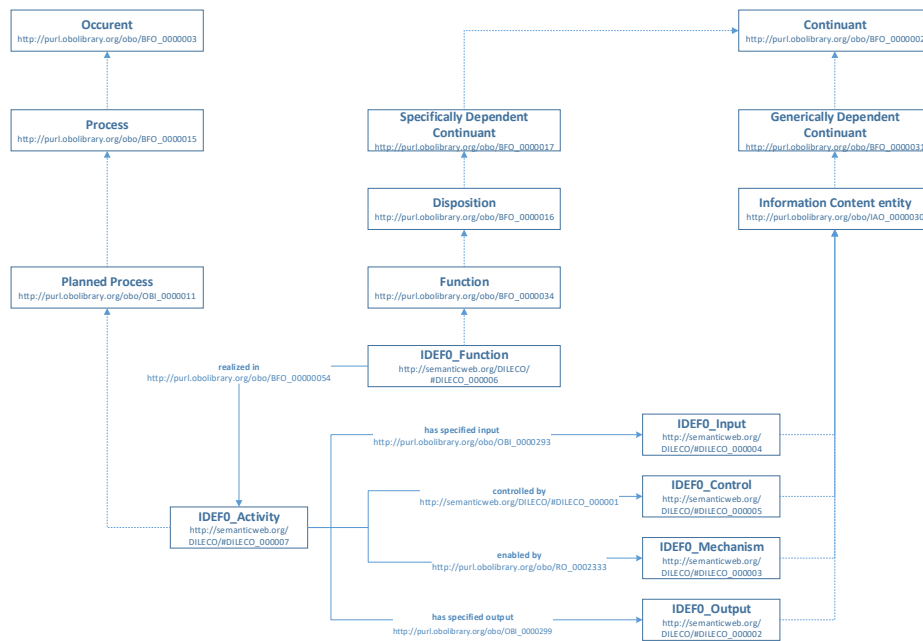 Occurent
http://purl.obolibrary.org/obo/BFO_0000003
Continuant
http://purl.obolibrary.org/obo/BFO_0000002
Process
http://purl.obolibrary.org/obo/BFO_0000015
Specifically Dependent
Continuant
http://purl.obolibrary.org/obo/BFO_0000017
Generically Dependent
Continuant
http://purl.obolibrary.org/obo/BFO_0000031
Disposition
http://purl.obolibrary.org/obo/BFO_0000016
Information Content entity
http://purl.obolibrary.org/obo/IAO_0000030
Planned Process
http://purl.obolibrary.org/obo/OBI_0000011
Function
http://purl.obolibrary.org/obo/BFO_0000034
IDEF0_Function
http://semanticweb.org/DILECO/
#DILECO_000006
realized in
http://purl.obolibrary.org/obo/BFO_00000054
has specified input
http://purl.obolibrary.org/obo/OBI_0000293
IDEF0_Input
http://semanticweb.org/
DILECO/#DILECO_000004
controlled by
http://semanticweb.org/DILECO/#DILECO_000001
IDEF0_Control
http://semanticweb.org/
DILECO/#DILECO_000005
IDEF0_Activity
http://semanticweb.org/
DILECO/#DILECO_000007
enabled by
http://purl.obolibrary.org/obo/RO_0002333
IDEF0_Mechanism
http://semanticweb.org/
DILECO/#DILECO_000003
has specified output
http://purl.obolibrary.org/obo/OBI_0000299
IDEF0_Output
http://semanticweb.org/
DILECO/#DILECO_000002